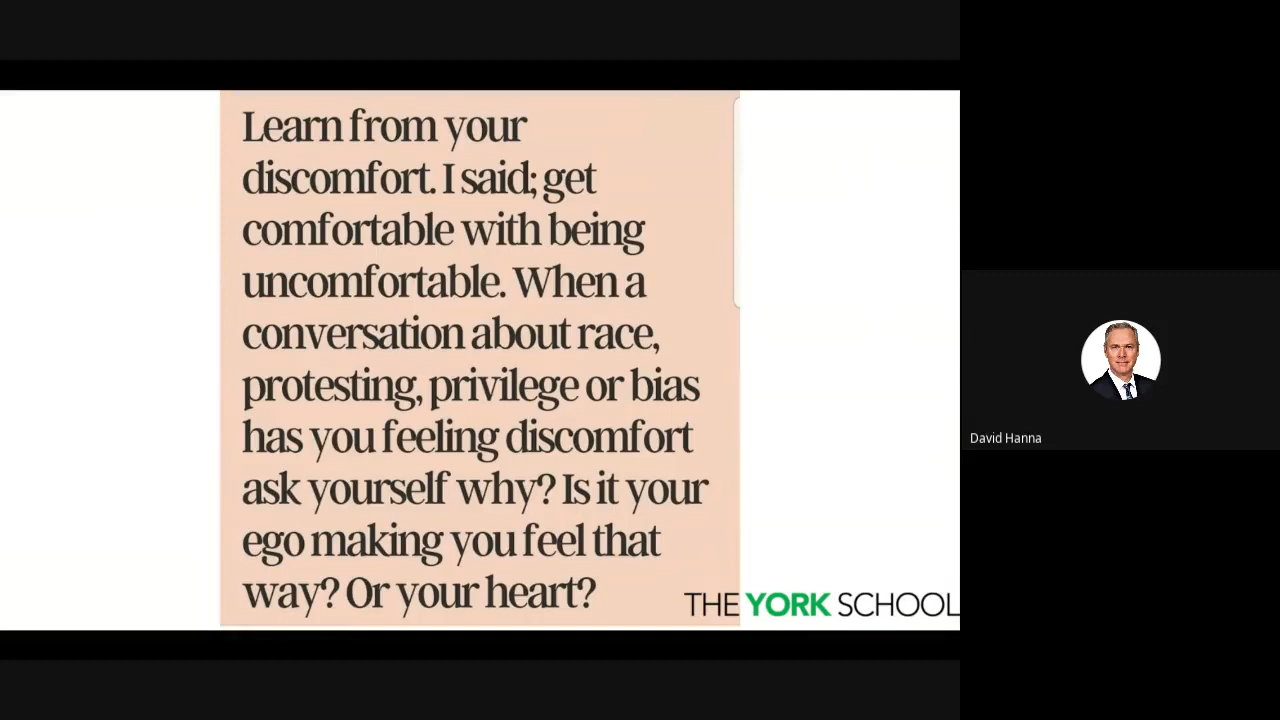 Learn from your
discomfort. I said; get
comfortable with being
uncomfortable. When a
conversation about race,
protesting, privilege or bias
has you feeling discomfort
ask yourself why? Is it your
ego making you feel that
way? Or your heart?
THE YORK SCHOOL
David Hanna